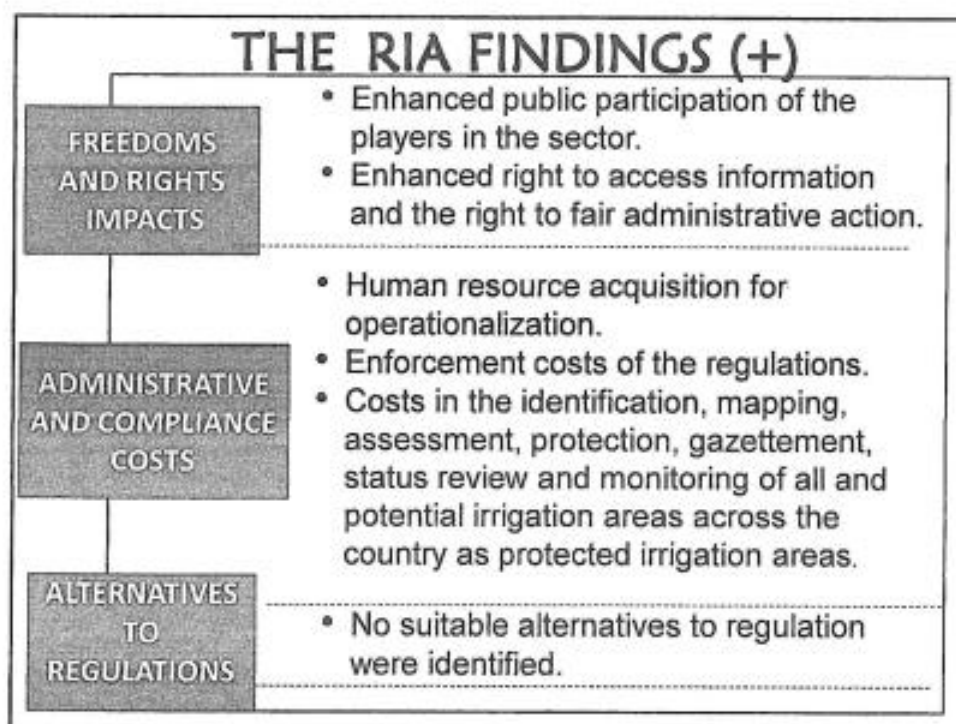 THE RIA FINDINGS (+)
FREEDOMS
AND RIGHTS
IMPACTS
• Enhanced public participation of the
players in the sector.
• Enhanced right to access information
and the right to fair administrative action.
ADMINISTRATIVE
AND COMPLIANCE
COSTS
• Human resource acquisition for
operationalization.
• Enforcement costs of the regulations.
• Costs in the identification, mapping,
assessment, protection, gazettement,
status review and monitoring of all and
potential irrigation areas across the
country as protected irrigation areas.
ALTERNATIVES
TO
REGULATIONS
• No suitable alternatives to regulation
were identified.